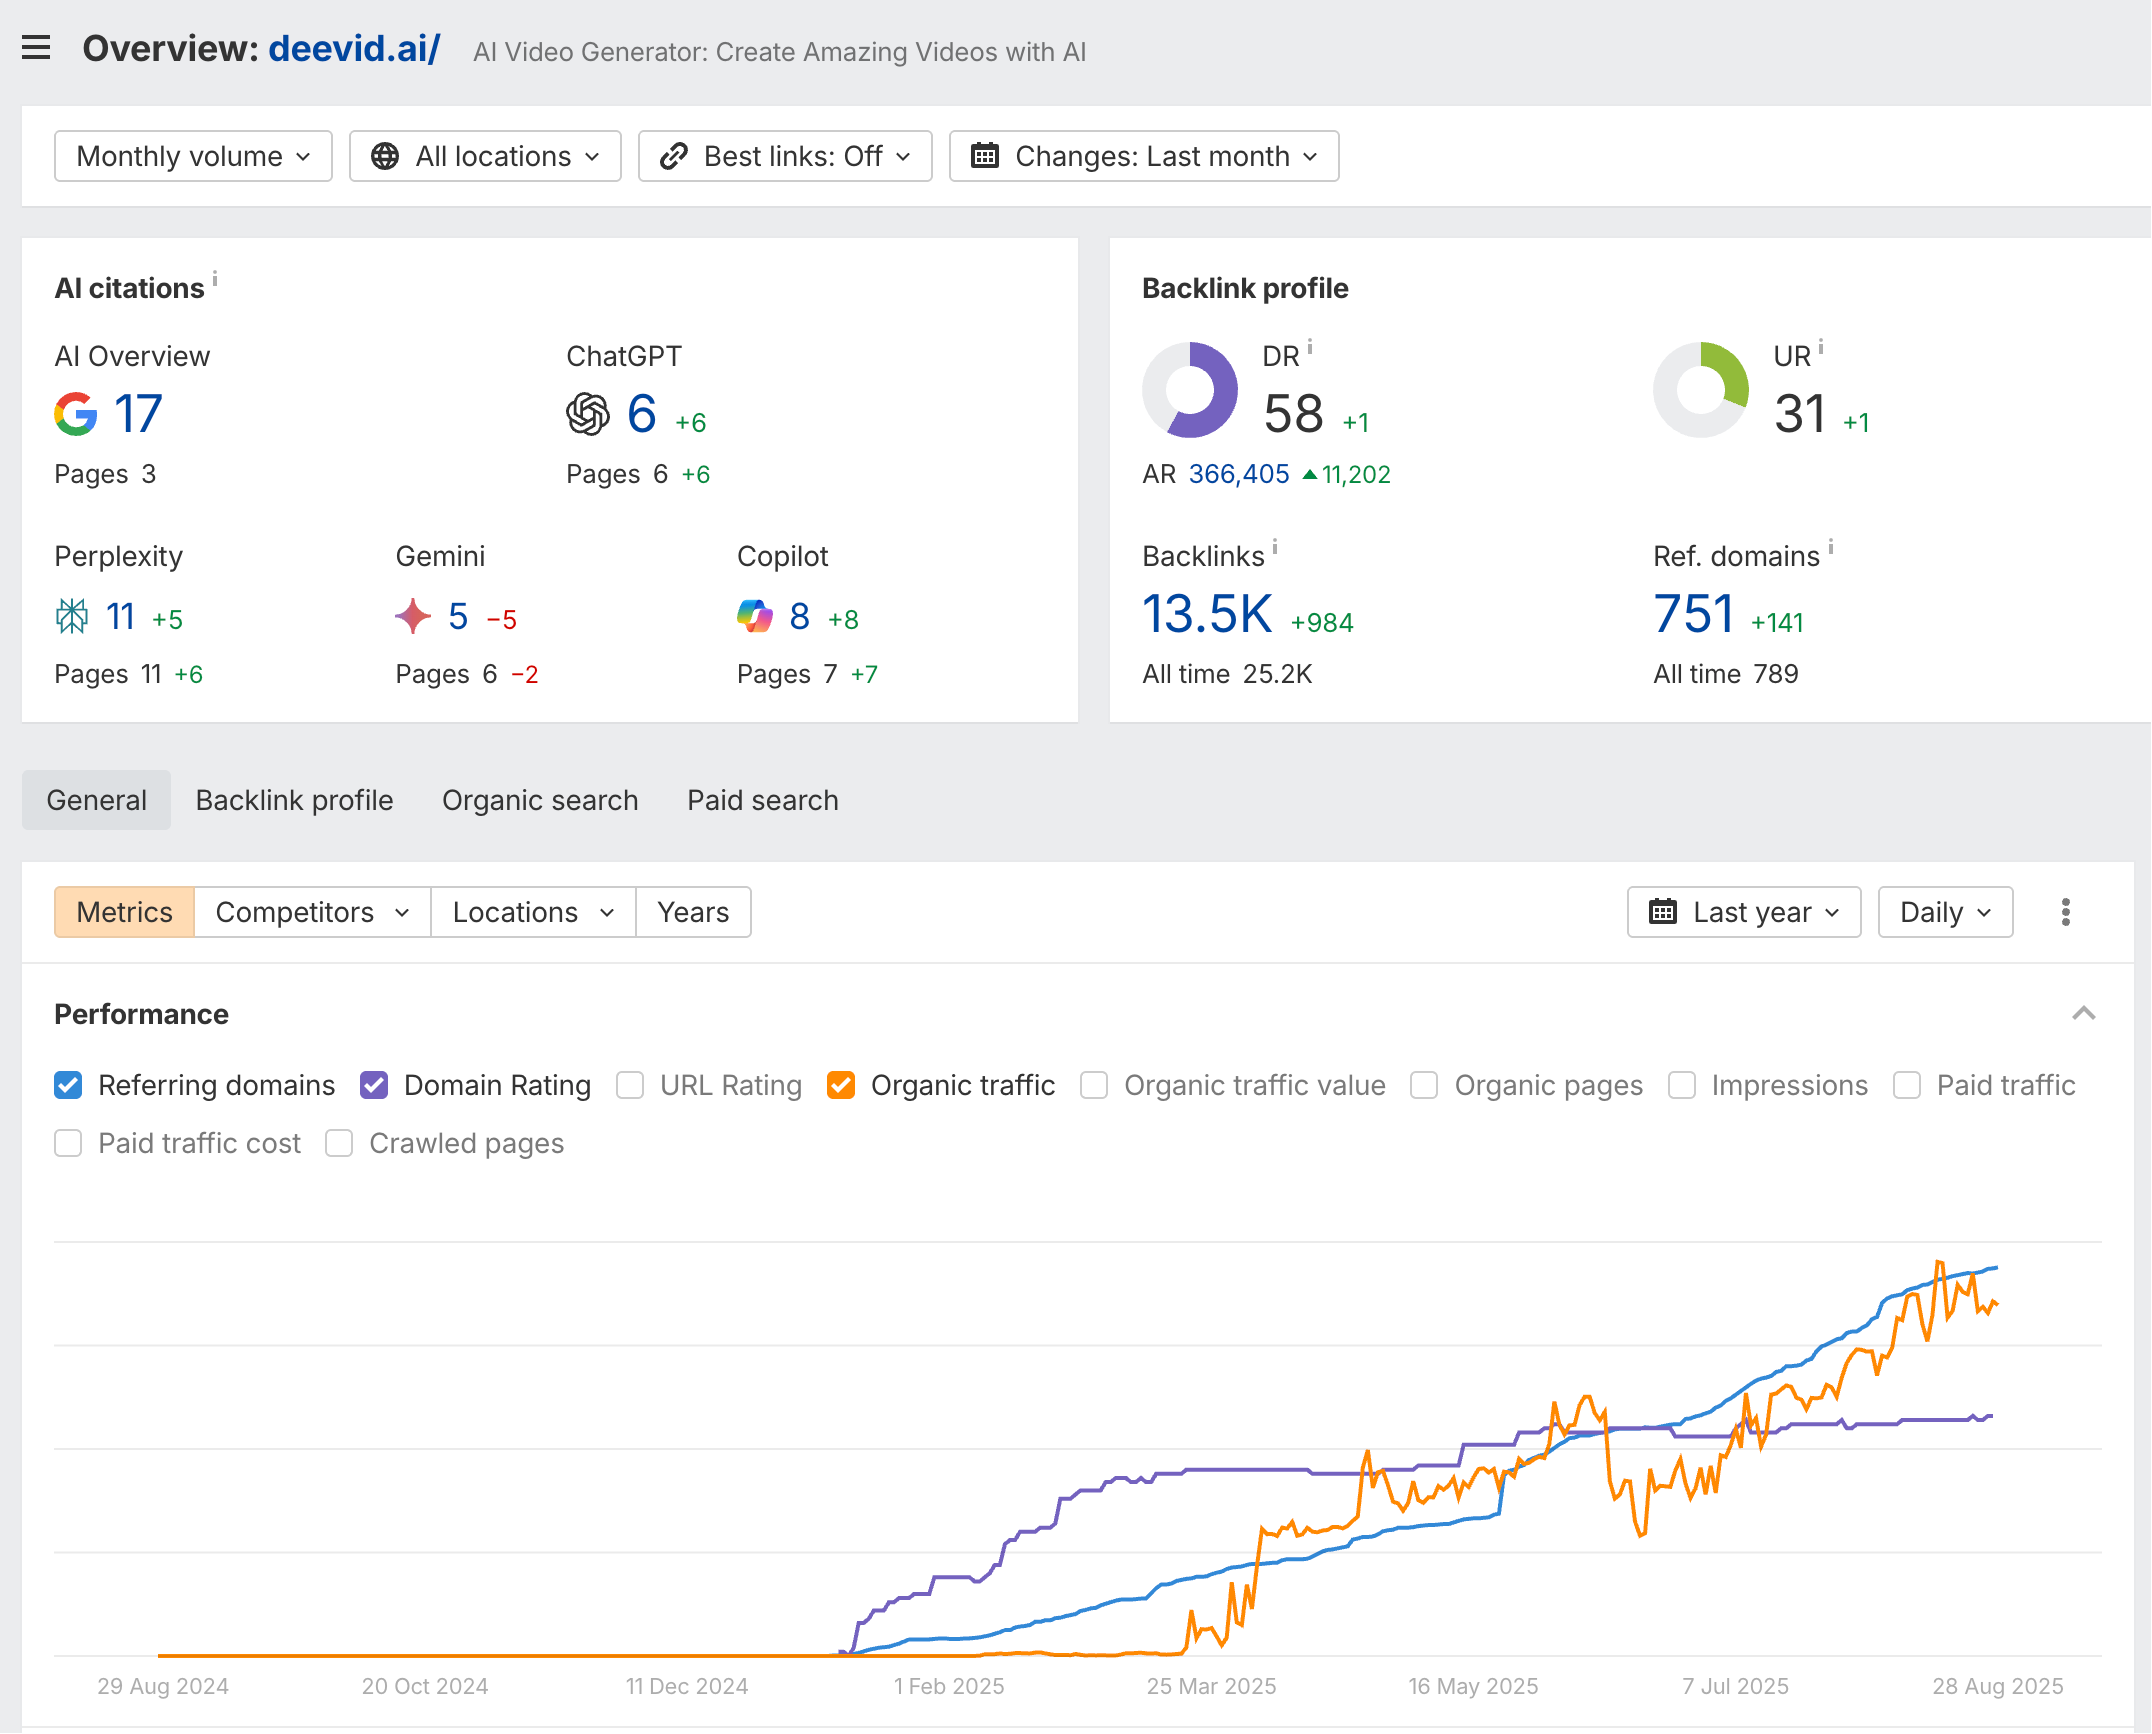 Overview: deevid.ai/ AI Video Generator: Create Amazing Videos with AI
Monthly volume All locations Best links: Off Changes: Last month
AI citations i
AI Overview ChatGPT
17 6 +6
Pages 3 Pages 6 +6
Perplexity Gemini Copilot
11 +5 5 −5 8 +8
Pages 11 +6 Pages 6 −2 Pages 7 +7
Backlink profile
DR i UR i
58 +1 31 +1
AR 366,405 ▲11,202
Backlinks i Ref. domains i
13.5K +984 751 +141
All time 25.2K All time 789
General Backlink profile Organic search Paid search
Metrics Competitors Locations Years Last year Daily
Performance
Referring domains Domain Rating URL Rating Organic traffic Organic traffic value Organic pages Impressions Paid traffic
Paid traffic cost Crawled pages
29 Aug 2024 20 Oct 2024 11 Dec 2024 1 Feb 2025 25 Mar 2025 16 May 2025 7 Jul 2025 28 Aug 2025